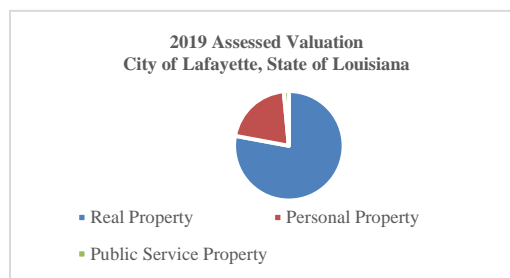 2019 Assessed Valuation
City of Lafayette, State of Louisiana
Real Property
Personal Property
Public Service Property